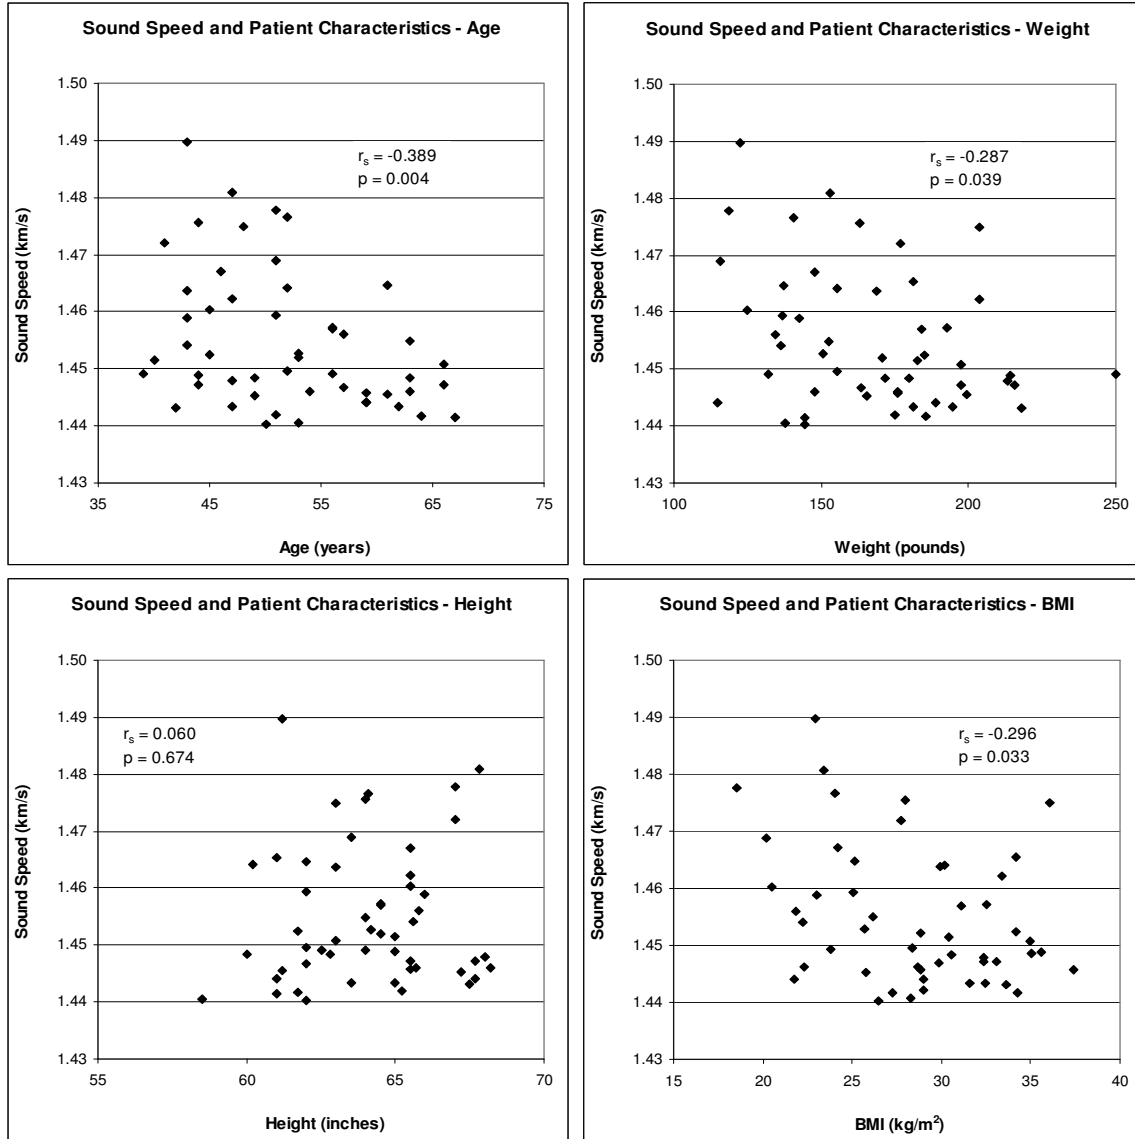 Sound Speed and Patient Characteristics - Age
1.50
1.49
1.48
1.47
1.46
1.45
1.44
1.43
Sound Speed (km/s)
rs = -0.389
p = 0.004
35 45 55 65 75
Age (years)
Sound Speed and Patient Characteristics - Weight
1.50
1.49
1.48
1.47
1.46
1.45
1.44
1.43
Sound Speed (km/s)
rs = -0.287
p = 0.039
100 150 200 250
Weight (pounds)
Sound Speed and Patient Characteristics - Height
1.50
1.49
1.48
1.47
1.46
1.45
1.44
1.43
Sound Speed (km/s)
rs = 0.060
p = 0.674
55 60 65 70
Height (inches)
Sound Speed and Patient Characteristics - BMI
1.50
1.49
1.48
1.47
1.46
1.45
1.44
1.43
Sound Speed (km/s)
rs = -0.296
p = 0.033
15 20 25 30 35 40
BMI (kg/m²)